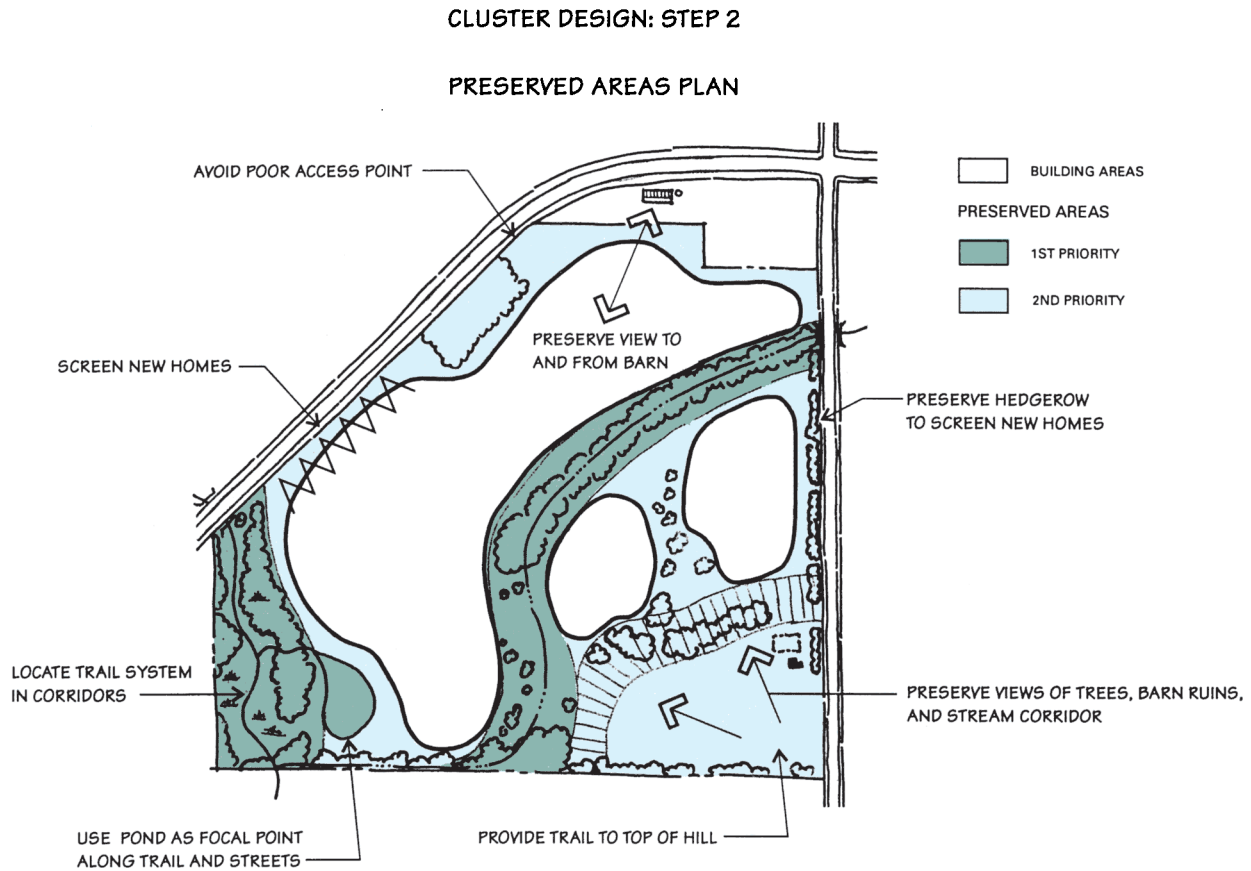 CLUSTER DESIGN: STEP 2
PRESERVED AREAS PLAN
AVOID POOR ACCESS POINT
BUILDING AREAS
PRESERVED AREAS
1ST PRIORITY
2ND PRIORITY
PRESERVE VIEW TO
AND FROM BARN
SCREEN NEW HOMES
PRESERVE HEDGEROW
TO SCREEN NEW HOMES
LOCATE TRAIL SYSTEM
IN CORRIDORS
PRESERVE VIEWS OF TREES, BARN RUINS,
AND STREAM CORRIDOR
USE POND AS FOCAL POINT
ALONG TRAIL AND STREETS
PROVIDE TRAIL TO TOP OF HILL